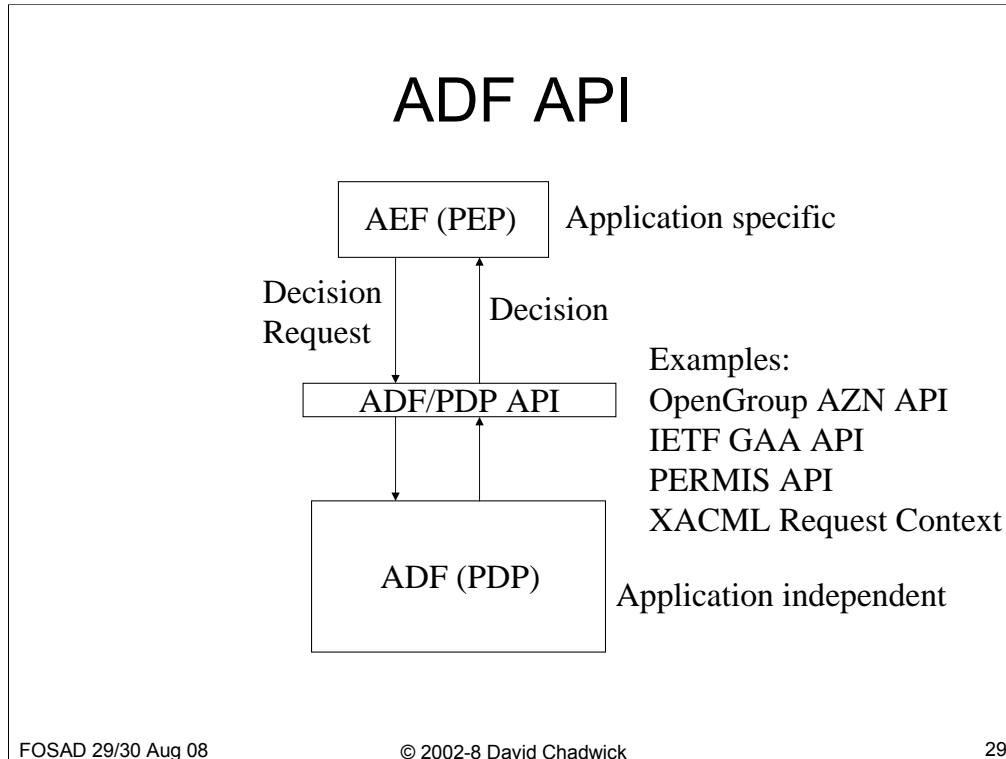 ADF API
AEF (PEP)
Application specific
Decision
Request
Decision
ADF/PDP API
Examples:
OpenGroup AZN API
IETF GAA API
PERMIS API
XACML Request Context
ADF (PDP)
Application independent
FOSAD 29/30 Aug 08
© 2002-8 David Chadwick
29